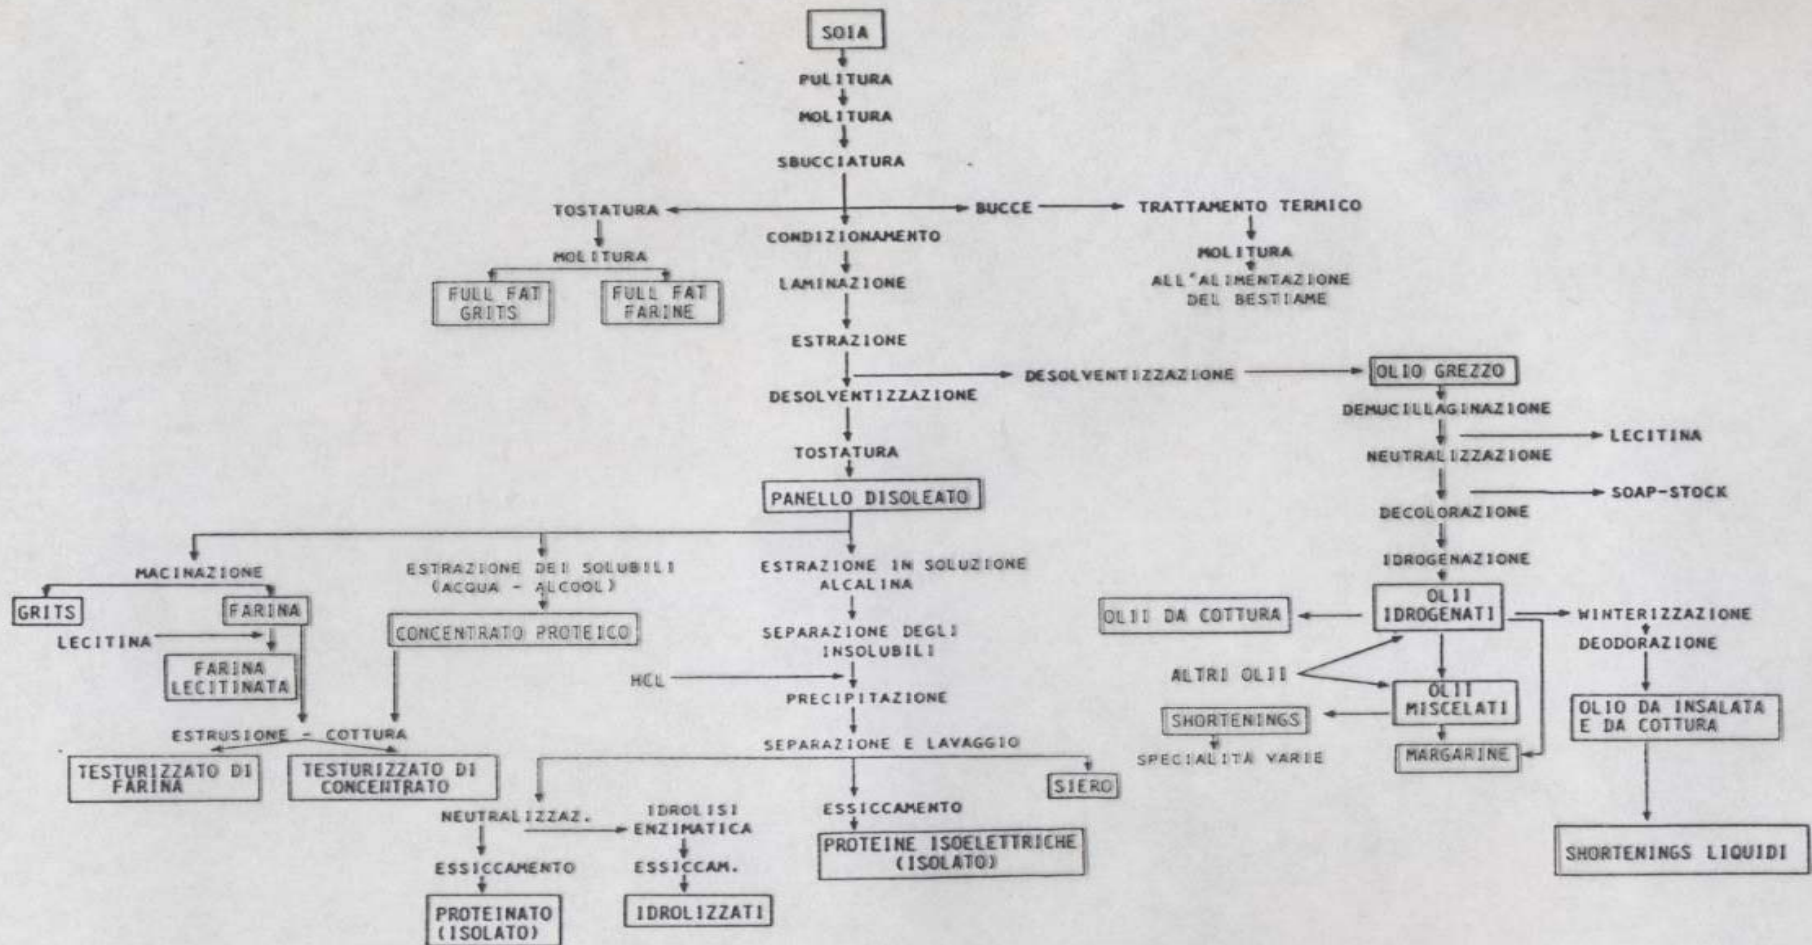 SOIA
PULITURA
MOLITURA
SBUCCIATURA
TOSTATURA
BUCCE
TRATTAMENTO TERMICO
CONDIZIONAMENTO
MOLITURA
MOLITURA
FULL FAT
GRITS
FULL FAT
FARINE
LAMINAZIONE
ALL'ALIMENTAZIONE
DEL BESTIAME
ESTRAZIONE
DESOLVENTIZZAZIONE
OLIO GREZZO
DESOLVENTIZZAZIONE
DEMUCILLAGINAZIONE
LECITINA
TOSTATURA
NEUTRALIZZAZIONE
PANELLO DISOLEATO
SOAP-STOCK
DECOLORAZIONE
MACINAZIONE
ESTRAZIONE DEI SOLUBILI
(ACQUA - ALCOOL)
ESTRAZIONE IN SOLUZIONE
ALCALINA
IDROGENAZIONE
GRITS
FARINA
CONCENTRATO PROTEICO
OLII DA COTTURA
OLII
IDROGENATI
WINTERIZZAZIONE
LECITINA
SEPARAZIONE DEGLI
INSOLUBILI
DEODORAZIONE
FARINA
LECITINATA
HCL
ALTRI OLII
PRECIPITAZIONE
OLII
MISCELATI
OLIO DA INSALATA
E DA COTTURA
SHORTENINGS
ESTRUSIONE - COTTURA
SEPARAZIONE E LAVAGGIO
SPECIALITÀ VARIE
MARGARINE
TESTURIZZATO DI
FARINA
TESTURIZZATO DI
CONCENTRATO
SIERO
NEUTRALIZZAZ.
IDROLISI
ENZIMATICA
ESSICCAMENTO
PROTEINE ISOELETTRICHE
(ISOLATO)
SHORTENINGS LIQUIDI
ESSICCAMENTO
ESSICCAM.
PROTEINATO
(ISOLATO)
IDROLIZZATI